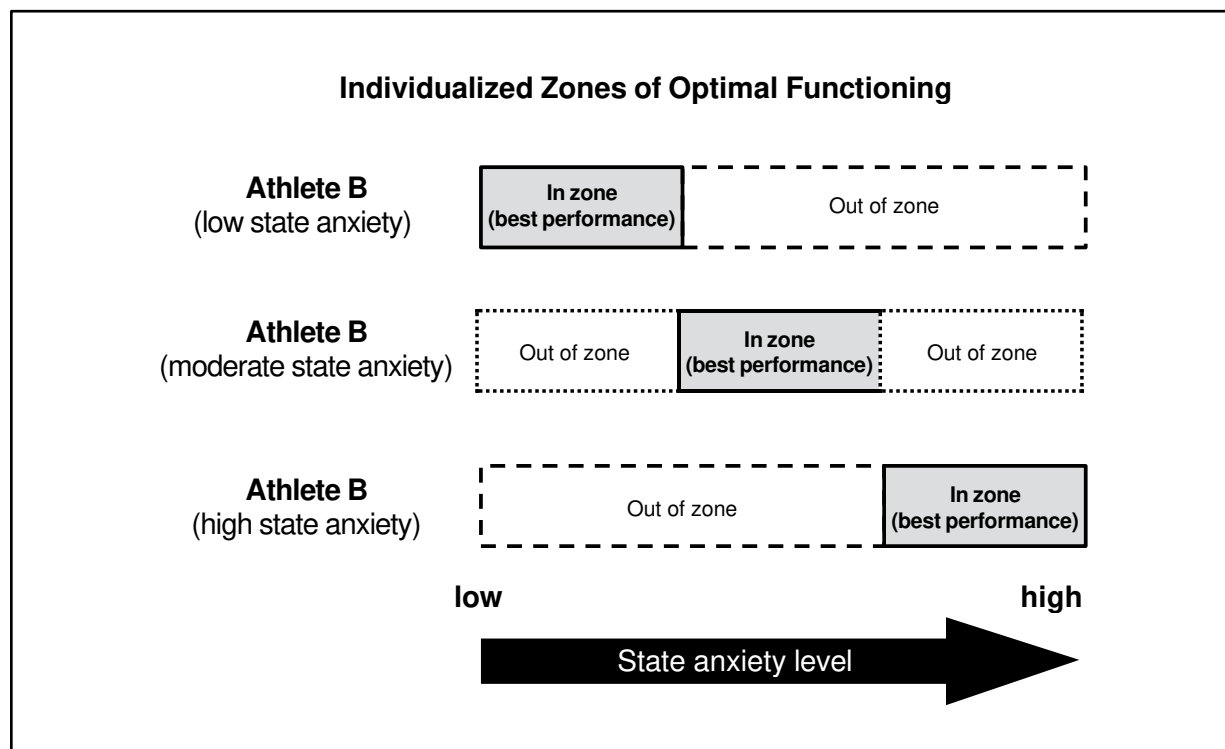 Individualized Zones of Optimal Functioning
Athlete B
(low state anxiety)
In zone
(best performance)
Out of zone
Athlete B
(moderate state anxiety)
Out of zone
In zone
(best performance)
Out of zone
Athlete B
(high state anxiety)
Out of zone
In zone
(best performance)
low
high
State anxiety level